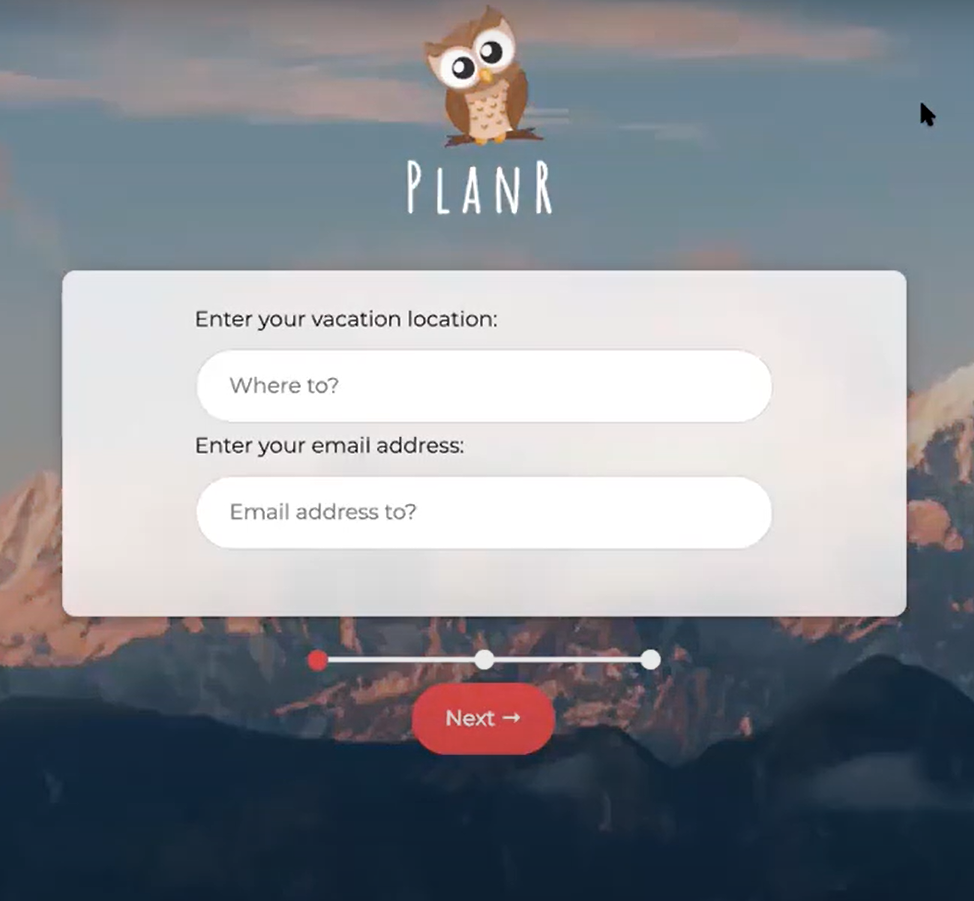 PLANR
Enter your vacation location:
Where to?
Enter your email address:
Email address to?
Next →